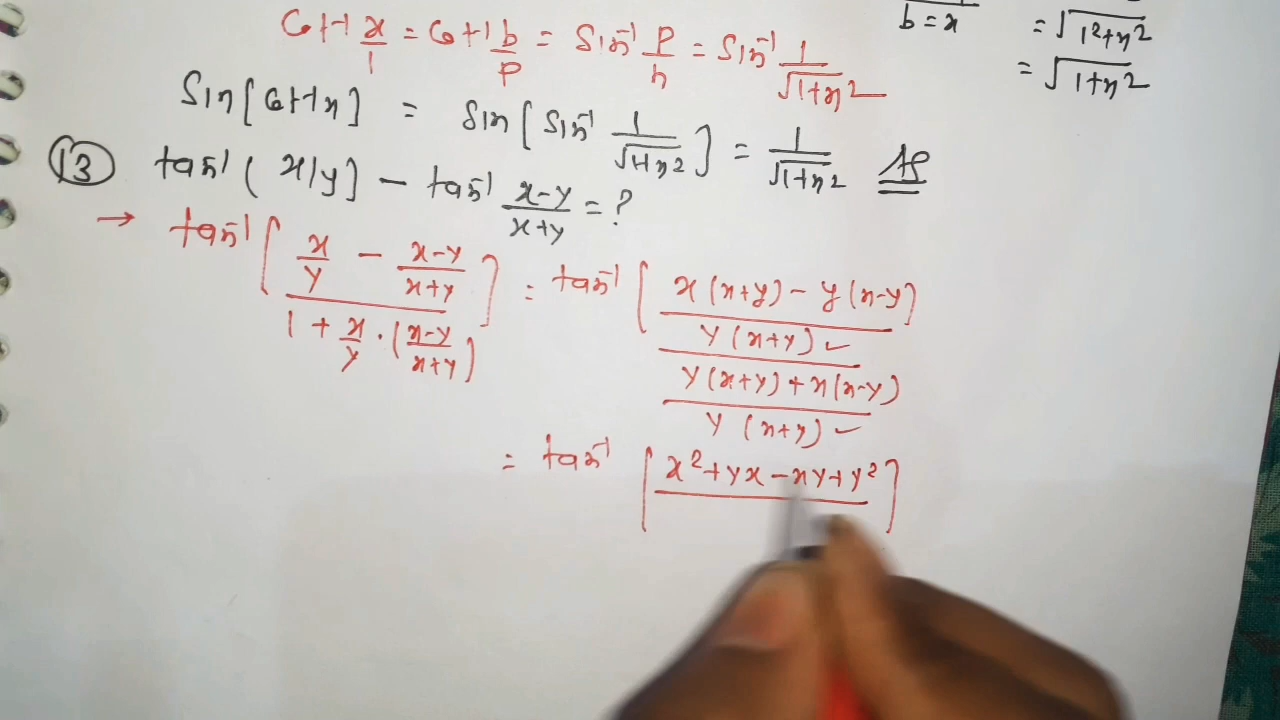 cot⁻¹ x/1 = cot⁻¹ b/p = Sin⁻¹ p/h = Sin⁻¹ 1/√1+x²
b = x
= √1²+x²
= √1+x²
Sin[cot⁻¹x] = Sin[Sin⁻¹ 1/√1+x²] = 1/√1+x²
(13) tan⁻¹(x/y] - tan⁻¹ x-y/x+y = ?
→ tan⁻¹[x/y - x-y/x+y / 1 + x/y · (x-y/x+y)] = tan⁻¹[x(x+y) - y(x-y) / y(x+y) ✓ / y(x+y) + x(x-y) / y(x+y) ✓
= tan⁻¹[x²+yx-xy+y²]